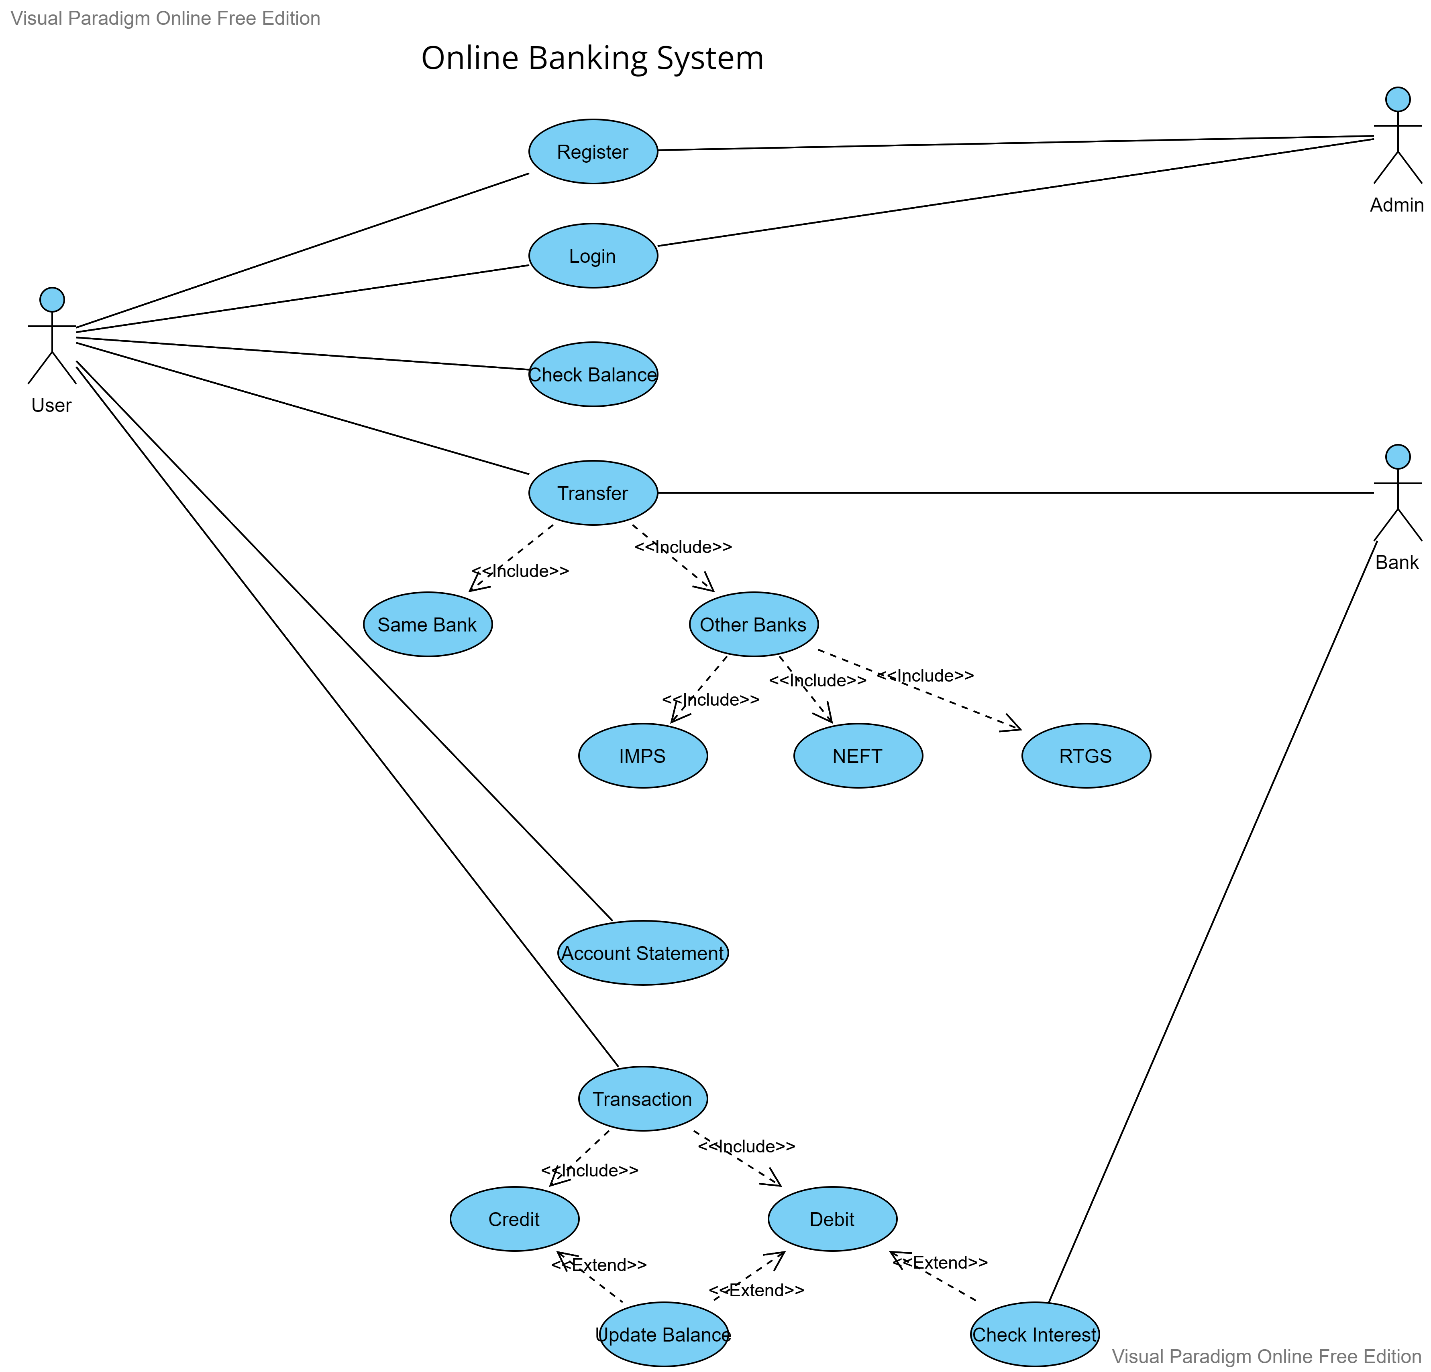 Visual Paradigm Online Free Edition
Online Banking System
Register
Admin
Login
Check Balance
User
Transfer
<<Include>>
Bank
<<Include>>
Same Bank
Other Banks
<<Include>>
<<Include>>
<<Include>>
IMPS
NEFT
RTGS
Account Statement
Transaction
<<Include>>
<<Include>>
Credit
Debit
<<Extend>>
<<Extend>>
<<Extend>>
Update Balance
Check Interest
Visual Paradigm Online Free Edition